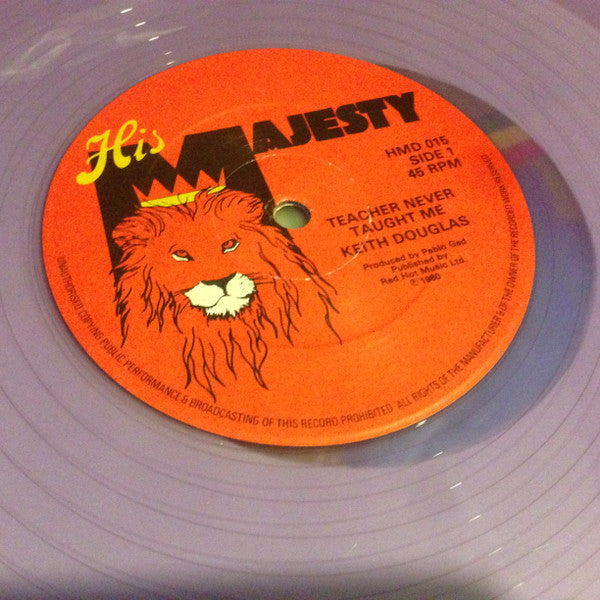 His MAJESTY
HMD 015
SIDE 1
45 RPM
TEACHER NEVER
TAUGHT ME
KEITH DOUGLAS
Produced by Pablo Gad
Published by
Red Hot Music Ltd.
℗ 1980
UNAUTHORISED COPYING PUBLIC PERFORMANCE & BROADCASTING OF THIS RECORD PROHIBITED ALL RIGHTS OF THE MANUFACTURER & OF THE OWNER OF THE RECORDED WORK RESERVED